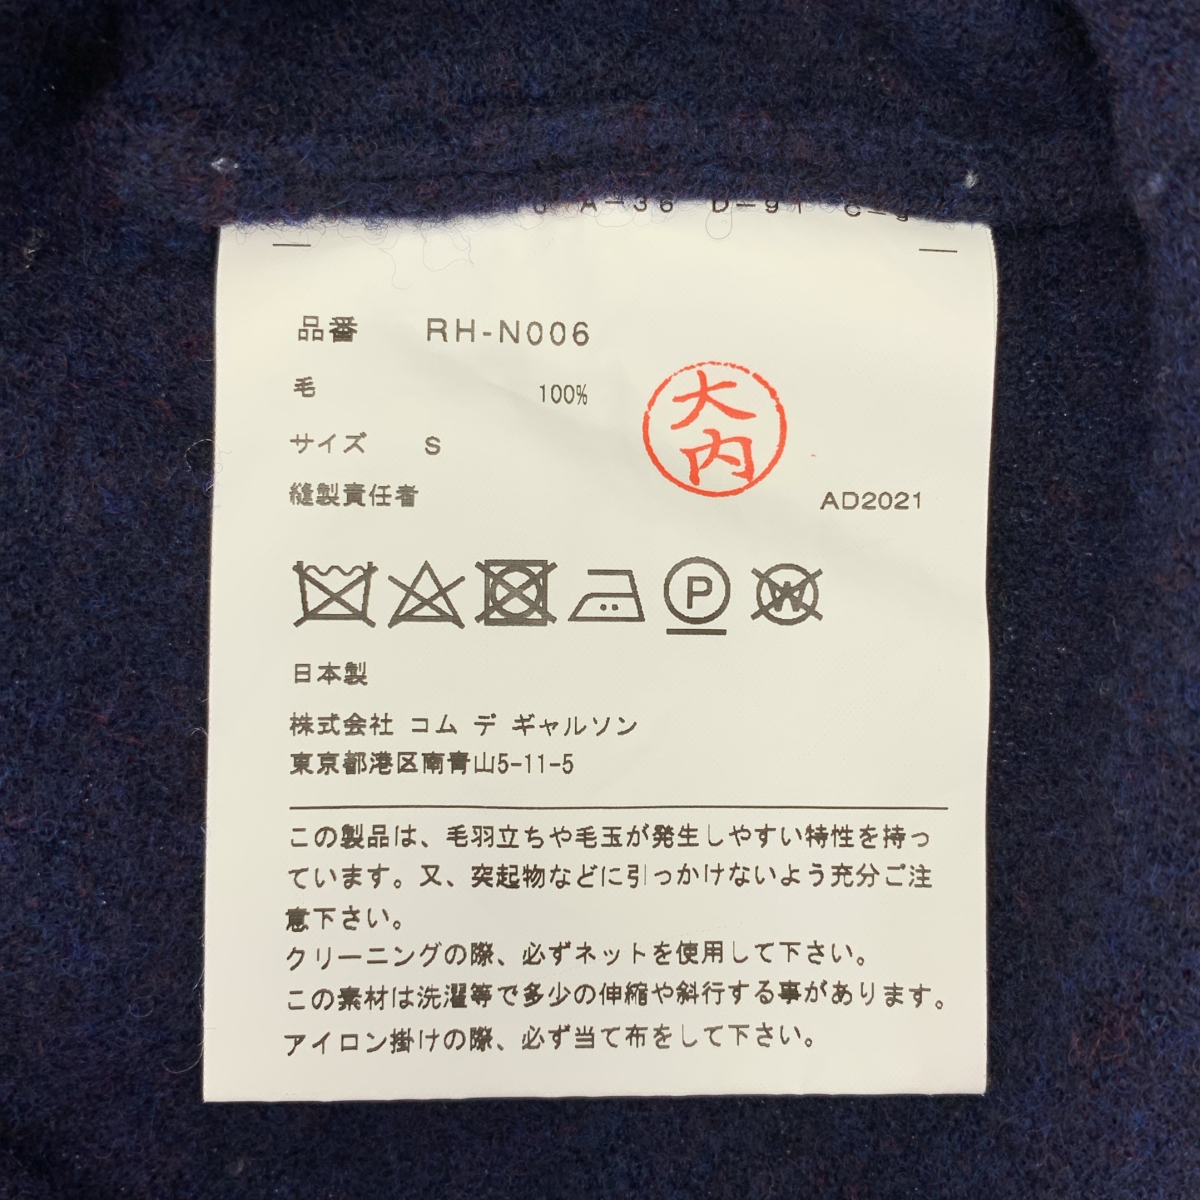 A-36 D-91 C-9
品番 RH-N006
毛 100%
大内
サイズ S
縫製責任者
AD2021
P
W
日本製
株式会社 コム デ ギャルソン
東京都港区南青山5-11-5
この製品は、毛羽立ちや毛玉が発生しやすい特性を持っ
ています。又、突起物などに引っかけないよう充分ご注
意下さい。
クリーニングの際、必ずネットを使用して下さい。
この素材は洗濯等で多少の伸縮や斜行する事があります。
アイロン掛けの際、必ず当て布をして下さい。